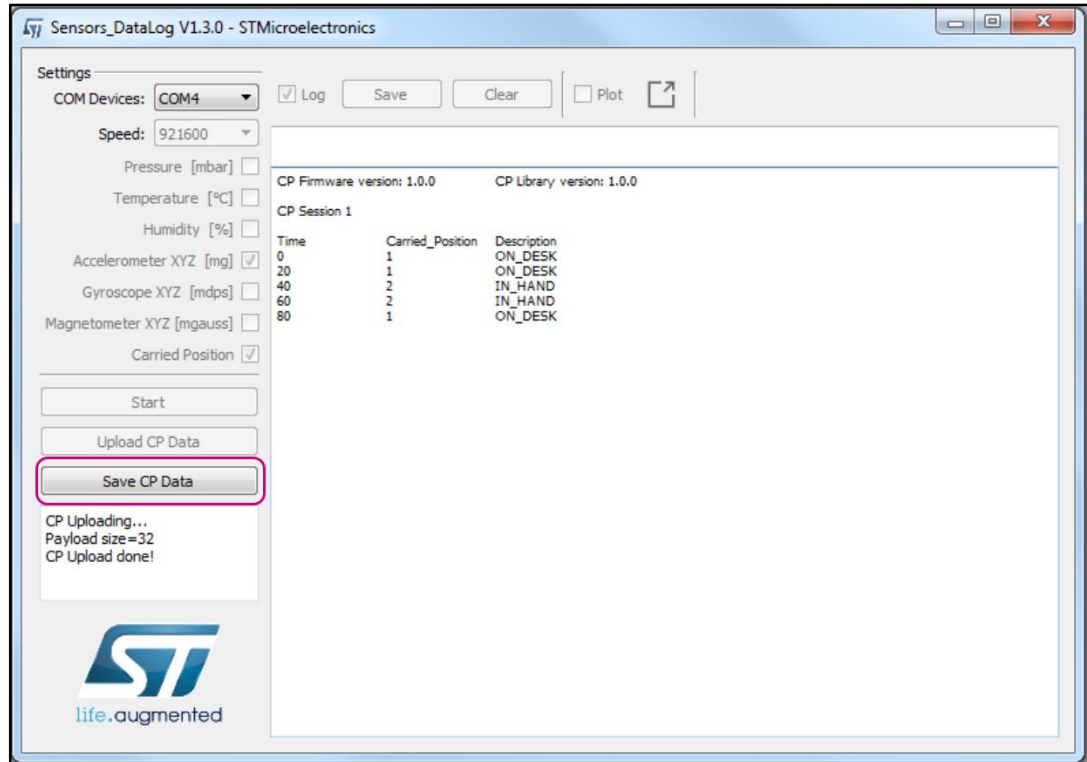 Sensors_DataLog V1.3.0 - STMicroelectronics
Settings
COM Devices: COM4
Speed: 921600
Pressure [mbar]
Temperature [°C]
Humidity [%]
Accelerometer XYZ [mg]
Gyroscope XYZ [mdps]
Magnetometer XYZ [mgauss]
Carried Position
Start
Upload CP Data
Save CP Data
CP Uploading...
Payload size=32
CP Upload done!
ST
life.augmented
Log Save Clear Plot
CP Firmware version: 1.0.0 CP Library version: 1.0.0
CP Session 1
Time Carried_Position Description
0 1 ON_DESK
20 1 ON_DESK
40 2 IN_HAND
60 2 IN_HAND
80 1 ON_DESK